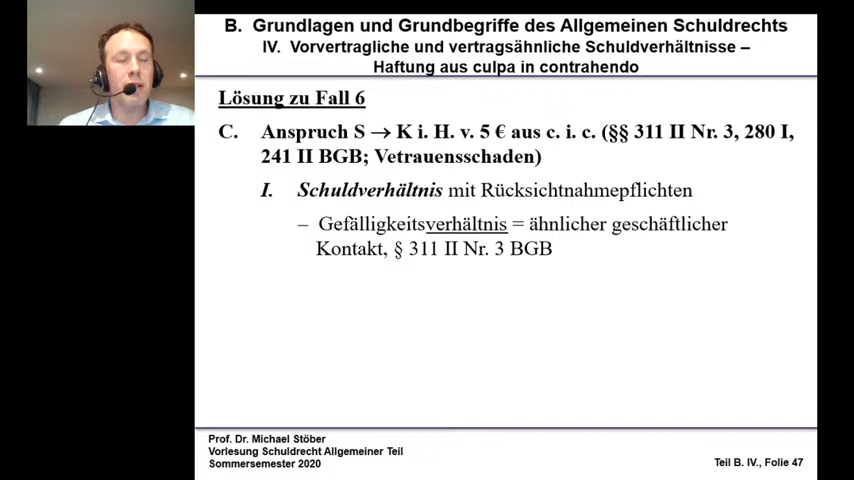 B. Grundlagen und Grundbegriffe des Allgemeinen Schuldrechts
IV. Vorvertragliche und vertragsähnliche Schuldverhältnisse –
Haftung aus culpa in contrahendo
Lösung zu Fall 6
C. Anspruch S → K i. H. v. 5 € aus c. i. c. (§§ 311 II Nr. 3, 280 I,
241 II BGB; Vetrauensschaden)
I. Schuldverhältnis mit Rücksichtnahmepflichten
– Gefälligkeitsverhältnis = ähnlicher geschäftlicher
Kontakt, § 311 II Nr. 3 BGB
Prof. Dr. Michael Stöber
Vorlesung Schuldrecht Allgemeiner Teil
Sommersemester 2020
Teil B. IV., Folie 47